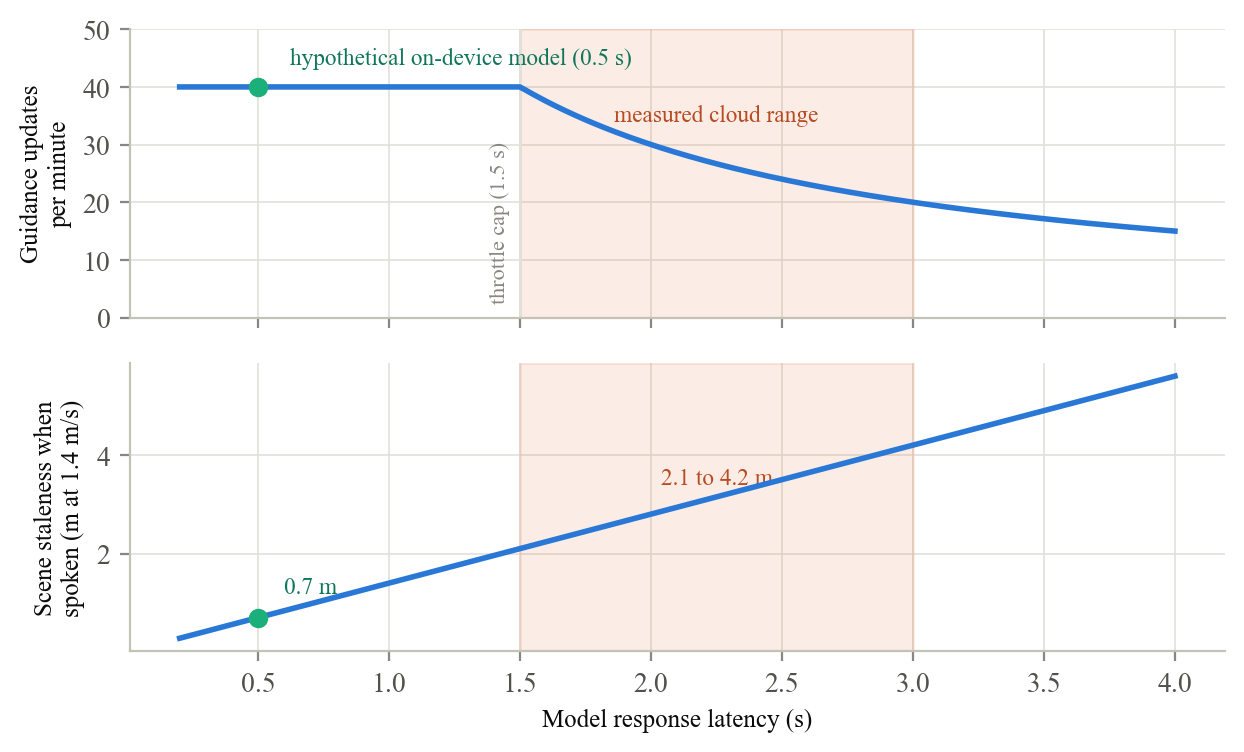 50
hypothetical on-device model (0.5 s)
40
measured cloud range
30
20
10
0
Guidance updates
per minute
throttle cap (1.5 s)
4
2.1 to 4.2 m
2
0.7 m
Scene staleness when
spoken (m at 1.4 m/s)
0.5 1.0 1.5 2.0 2.5 3.0 3.5 4.0
Model response latency (s)